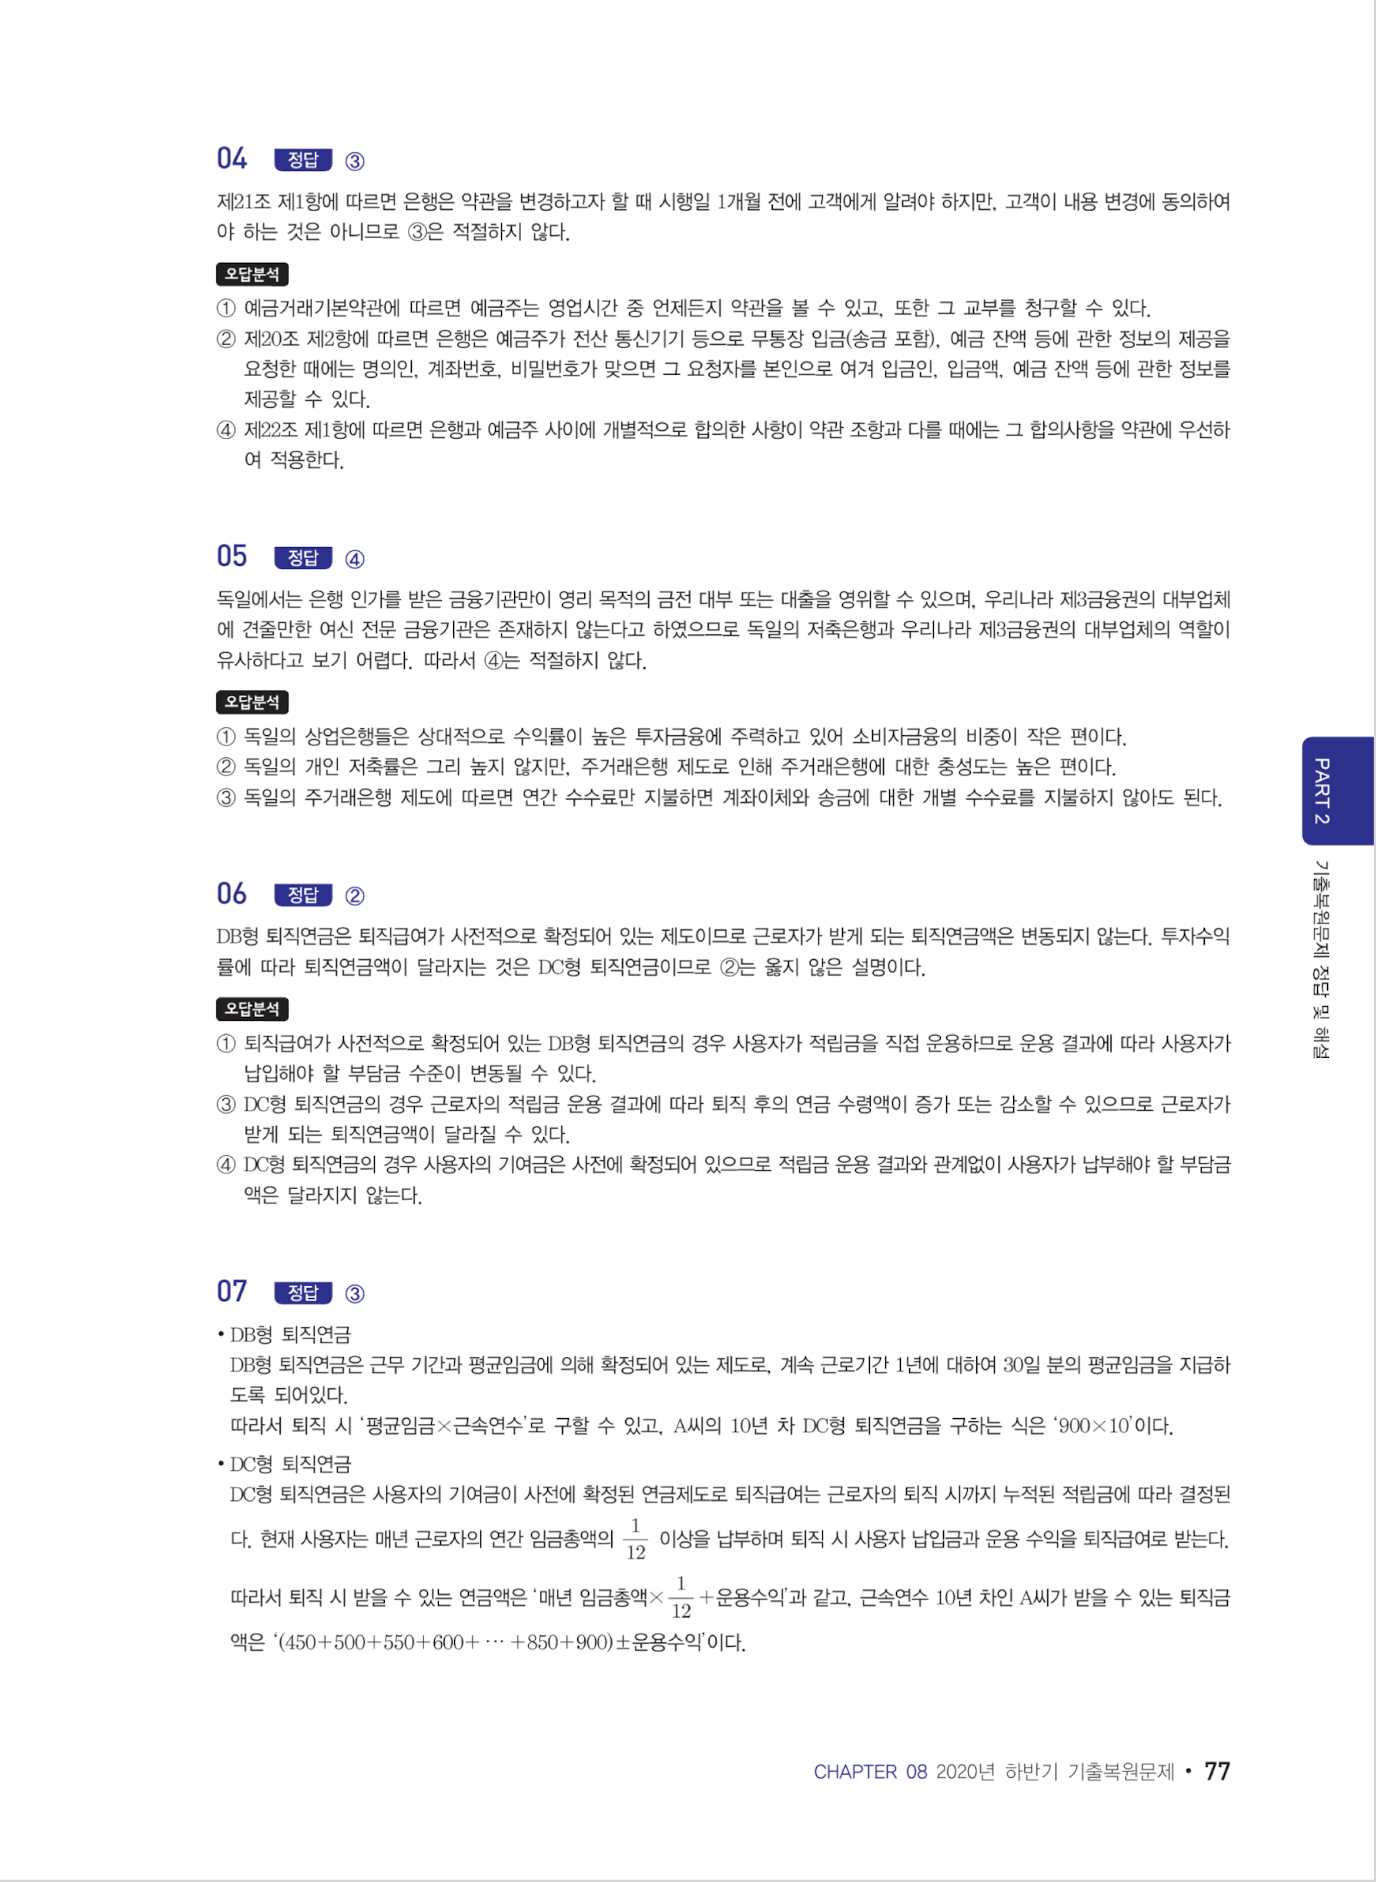 04 정답 ③
제21조 제1항에 따르면 은행은 약관을 변경하고자 할 때 시행일 1개월 전에 고객에게 알려야 하지만, 고객이 내용 변경에 동의하여
야 하는 것은 아니므로 ③은 적절하지 않다.
오답분석
① 예금거래기본약관에 따르면 예금주는 영업시간 중 언제든지 약관을 볼 수 있고, 또한 그 교부를 청구할 수 있다.
② 제20조 제2항에 따르면 은행은 예금주가 전산 통신기기 등으로 무통장 입금(송금 포함), 예금 잔액 등에 관한 정보의 제공을
요청한 때에는 명의인, 계좌번호, 비밀번호가 맞으면 그 요청자를 본인으로 여겨 입금인, 입금액, 예금 잔액 등에 관한 정보를
제공할 수 있다.
④ 제22조 제1항에 따르면 은행과 예금주 사이에 개별적으로 합의한 사항이 약관 조항과 다를 때에는 그 합의사항을 약관에 우선하
여 적용한다.
05 정답 ④
독일에서는 은행 인가를 받은 금융기관만이 영리 목적의 금전 대부 또는 대출을 영위할 수 있으며, 우리나라 제3금융권의 대부업체
에 견줄만한 여신 전문 금융기관은 존재하지 않는다고 하였으므로 독일의 저축은행과 우리나라 제3금융권의 대부업체의 역할이
유사하다고 보기 어렵다. 따라서 ④는 적절하지 않다.
오답분석
① 독일의 상업은행들은 상대적으로 수익률이 높은 투자금융에 주력하고 있어 소비자금융의 비중이 작은 편이다.
② 독일의 개인 저축률은 그리 높지 않지만, 주거래은행 제도로 인해 주거래은행에 대한 충성도는 높은 편이다.
③ 독일의 주거래은행 제도에 따르면 연간 수수료만 지불하면 계좌이체와 송금에 대한 개별 수수료를 지불하지 않아도 된다.
06 정답 ②
DB형 퇴직연금은 퇴직급여가 사전적으로 확정되어 있는 제도이므로 근로자가 받게 되는 퇴직연금액은 변동되지 않는다. 투자수익
률에 따라 퇴직연금액이 달라지는 것은 DC형 퇴직연금이므로 ②는 옳지 않은 설명이다.
오답분석
① 퇴직급여가 사전적으로 확정되어 있는 DB형 퇴직연금의 경우 사용자가 적립금을 직접 운용하므로 운용 결과에 따라 사용자가
납입해야 할 부담금 수준이 변동될 수 있다.
③ DC형 퇴직연금의 경우 근로자의 적립금 운용 결과에 따라 퇴직 후의 연금 수령액이 증가 또는 감소할 수 있으므로 근로자가
받게 되는 퇴직연금액이 달라질 수 있다.
④ DC형 퇴직연금의 경우 사용자의 기여금은 사전에 확정되어 있으므로 적립금 운용 결과와 관계없이 사용자가 납부해야 할 부담금
액은 달라지지 않는다.
07 정답 ③
• DB형 퇴직연금
DB형 퇴직연금은 근무 기간과 평균임금에 의해 확정되어 있는 제도로, 계속 근로기간 1년에 대하여 30일 분의 평균임금을 지급하
도록 되어있다.
따라서 퇴직 시 ‘평균임금×근속연수’로 구할 수 있고, A씨의 10년 차 DC형 퇴직연금을 구하는 식은 ‘900×10’이다.
• DC형 퇴직연금
DC형 퇴직연금은 사용자의 기여금이 사전에 확정된 연금제도로 퇴직급여는 근로자의 퇴직 시까지 누적된 적립금에 따라 결정된
다. 현재 사용자는 매년 근로자의 연간 임금총액의 1/12 이상을 납부하며 퇴직 시 사용자 납입금과 운용 수익을 퇴직급여로 받는다.
따라서 퇴직 시 받을 수 있는 연금액은 ‘매년 임금총액×1/12+운용수익’과 같고, 근속연수 10년 차인 A씨가 받을 수 있는 퇴직금
액은 ‘(450+500+550+600+ ⋯ +850+900)±운용수익’이다.
PART 2
기출복원문제 정답 및 해설
CHAPTER 08 2020년 하반기 기출복원문제 • 77